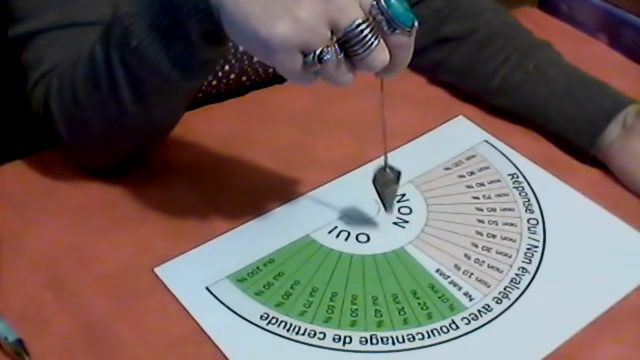 Réponse Oui / Non évaluée avec pourcentage de certitude
OUI
NON
oui 100 %
oui 90 %
oui 80 %
oui 70 %
oui 60 %
oui 50 %
oui 40 %
oui 30 %
oui 20 %
oui 10 %
Ne sait pas
non 10 %
non 20 %
non 30 %
non 40 %
non 50 %
non 60 %
non 70 %
non 80 %
non 90 %
non 100 %